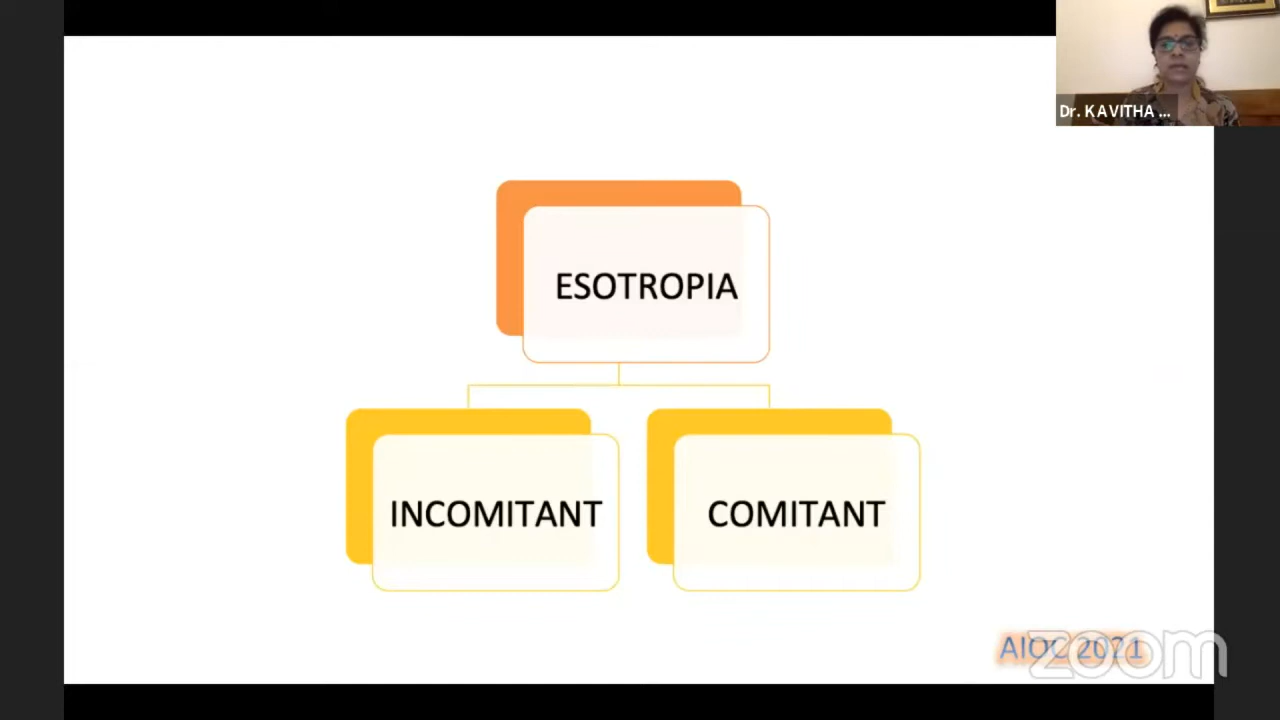 Dr. KAVITHA ...
ESOTROPIA
INCOMITANT
COMITANT
AIOC 2021
zoom